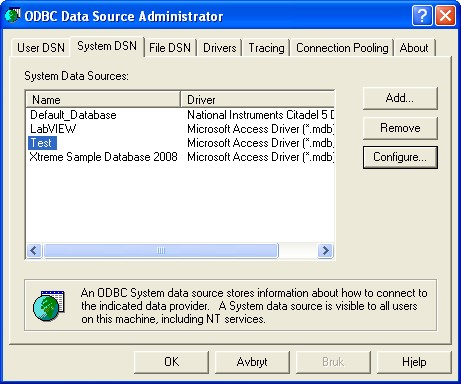 ODBC Data Source Administrator
User DSN System DSN File DSN Drivers Tracing Connection Pooling About
System Data Sources:
Name Driver
Default_Database National Instruments Citadel 5 D
LabVIEW Microsoft Access Driver (*.mdb
Test Microsoft Access Driver (*.mdb
Xtreme Sample Database 2008 Microsoft Access Driver (*.mdb
Add...
Remove
Configure...
An ODBC System data source stores information about how to connect to
the indicated data provider. A System data source is visible to all users
on this machine, including NT services.
OK Avbryt Bruk Hjelp